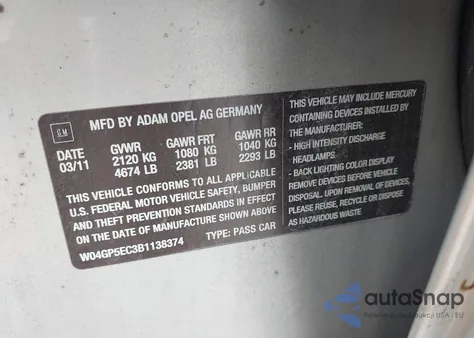 GM
MFD BY ADAM OPEL AG GERMANY
DATE GVWR GAWR FRT GAWR RR
03/11 2120 KG 1080 KG 1040 KG
4674 LB 2381 LB 2293 LB
THIS VEHICLE CONFORMS TO ALL APPLICABLE
U.S. FEDERAL MOTOR VEHICLE SAFETY, BUMPER
AND THEFT PREVENTION STANDARDS IN EFFECT
ON THE DATE OF MANUFACTURE SHOWN ABOVE
W04GP5EC3B1138374 TYPE: PASS CAR
THIS VEHICLE MAY INCLUDE MERCURY
CONTAINING DEVICES INSTALLED BY
THE MANUFACTURER:
- HIGH INTENSITY DISCHARGE
HEADLAMPS
- BACK LIGHTING COLOR DISPLAY
REMOVE DEVICES BEFORE VEHICLE
DISPOSAL. UPON REMOVAL OF DEVICES,
PLEASE REUSE, RECYCLE OR DISPOSE
AS HAZARDOUS WASTE
autoSnap
USA - EU